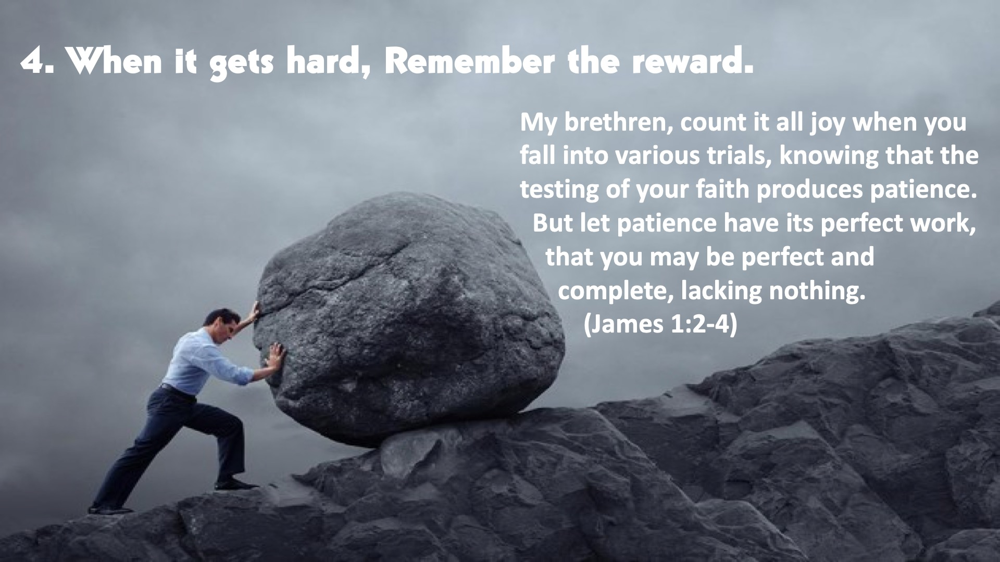 4. When it gets hard, Remember the reward.
My brethren, count it all joy when you
fall into various trials, knowing that the
testing of your faith produces patience.
But let patience have its perfect work,
that you may be perfect and
complete, lacking nothing.
(James 1:2-4)